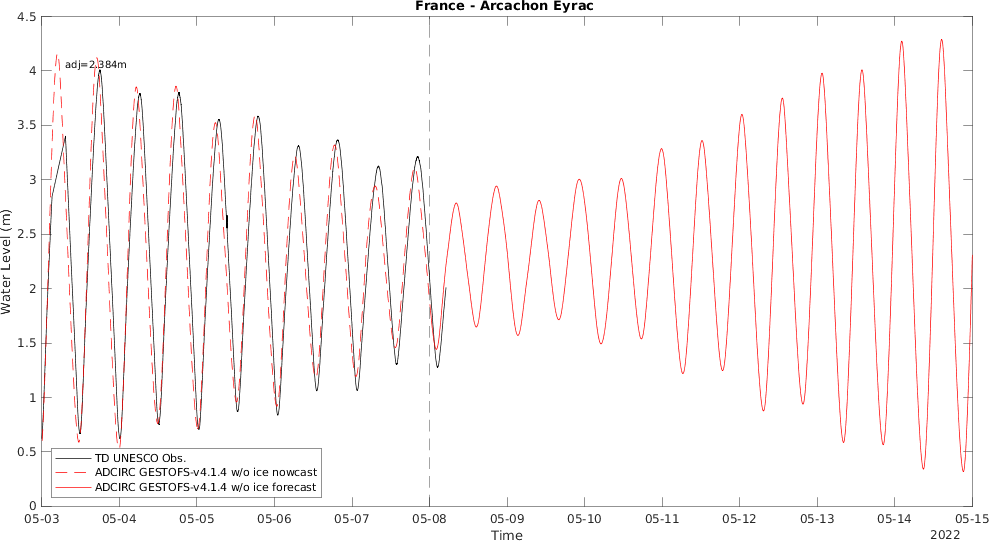 France - Arcachon Eyrac
adj=2.384m
4.5
4
3.5
3
2.5
2
1.5
1
0.5
0
Water Level (m)
TD UNESCO Obs.
ADCIRC GESTOFS-v4.1.4 w/o ice nowcast
ADCIRC GESTOFS-v4.1.4 w/o ice forecast
05-03 05-04 05-05 05-06 05-07 05-08 05-09 05-10 05-11 05-12 05-13 05-14 05-15
Time
2022